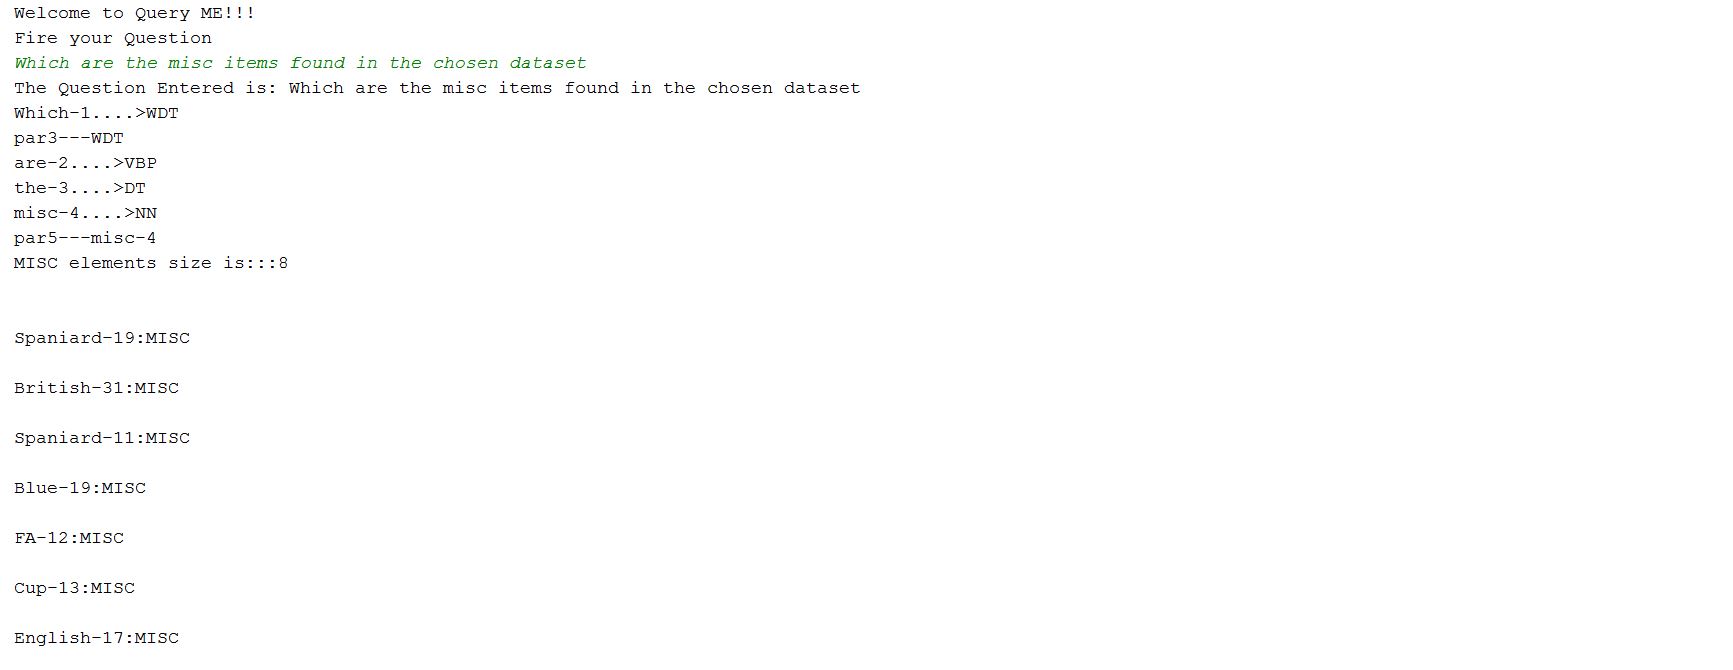 Welcome to Query ME!!!
Fire your Question
Which are the misc items found in the chosen dataset
The Question Entered is: Which are the misc items found in the chosen dataset
Which-1....>WDT
par3---WDT
are-2....>VBP
the-3....>DT
misc-4....>NN
par5---misc-4
MISC elements size is:::8
Spaniard-19:MISC
British-31:MISC
Spaniard-11:MISC
Blue-19:MISC
FA-12:MISC
Cup-13:MISC
English-17:MISC